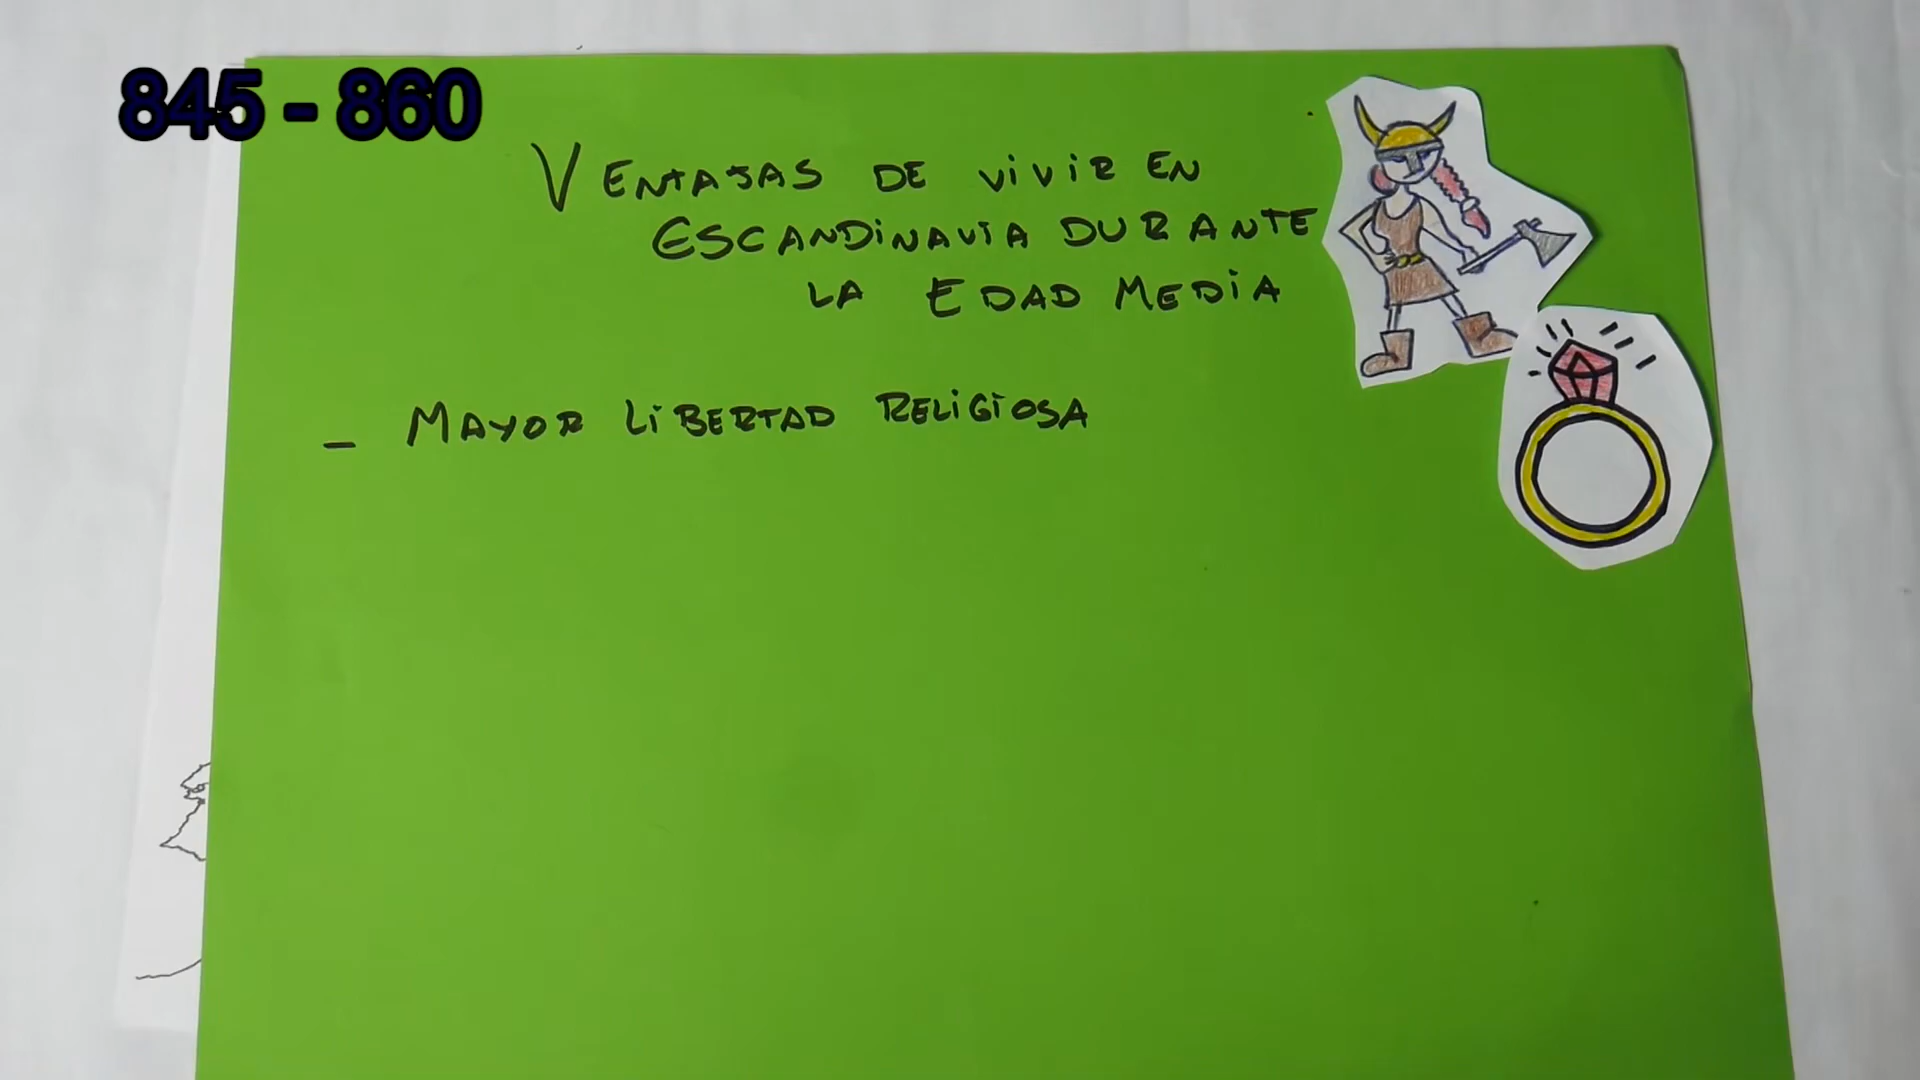 845 - 860
VENTAJAS DE ViViR EN
ESCANDiNAViA DURANTE
LA EDAD MEDiA
- MAYOR LiBERTAD RELiGiOSA